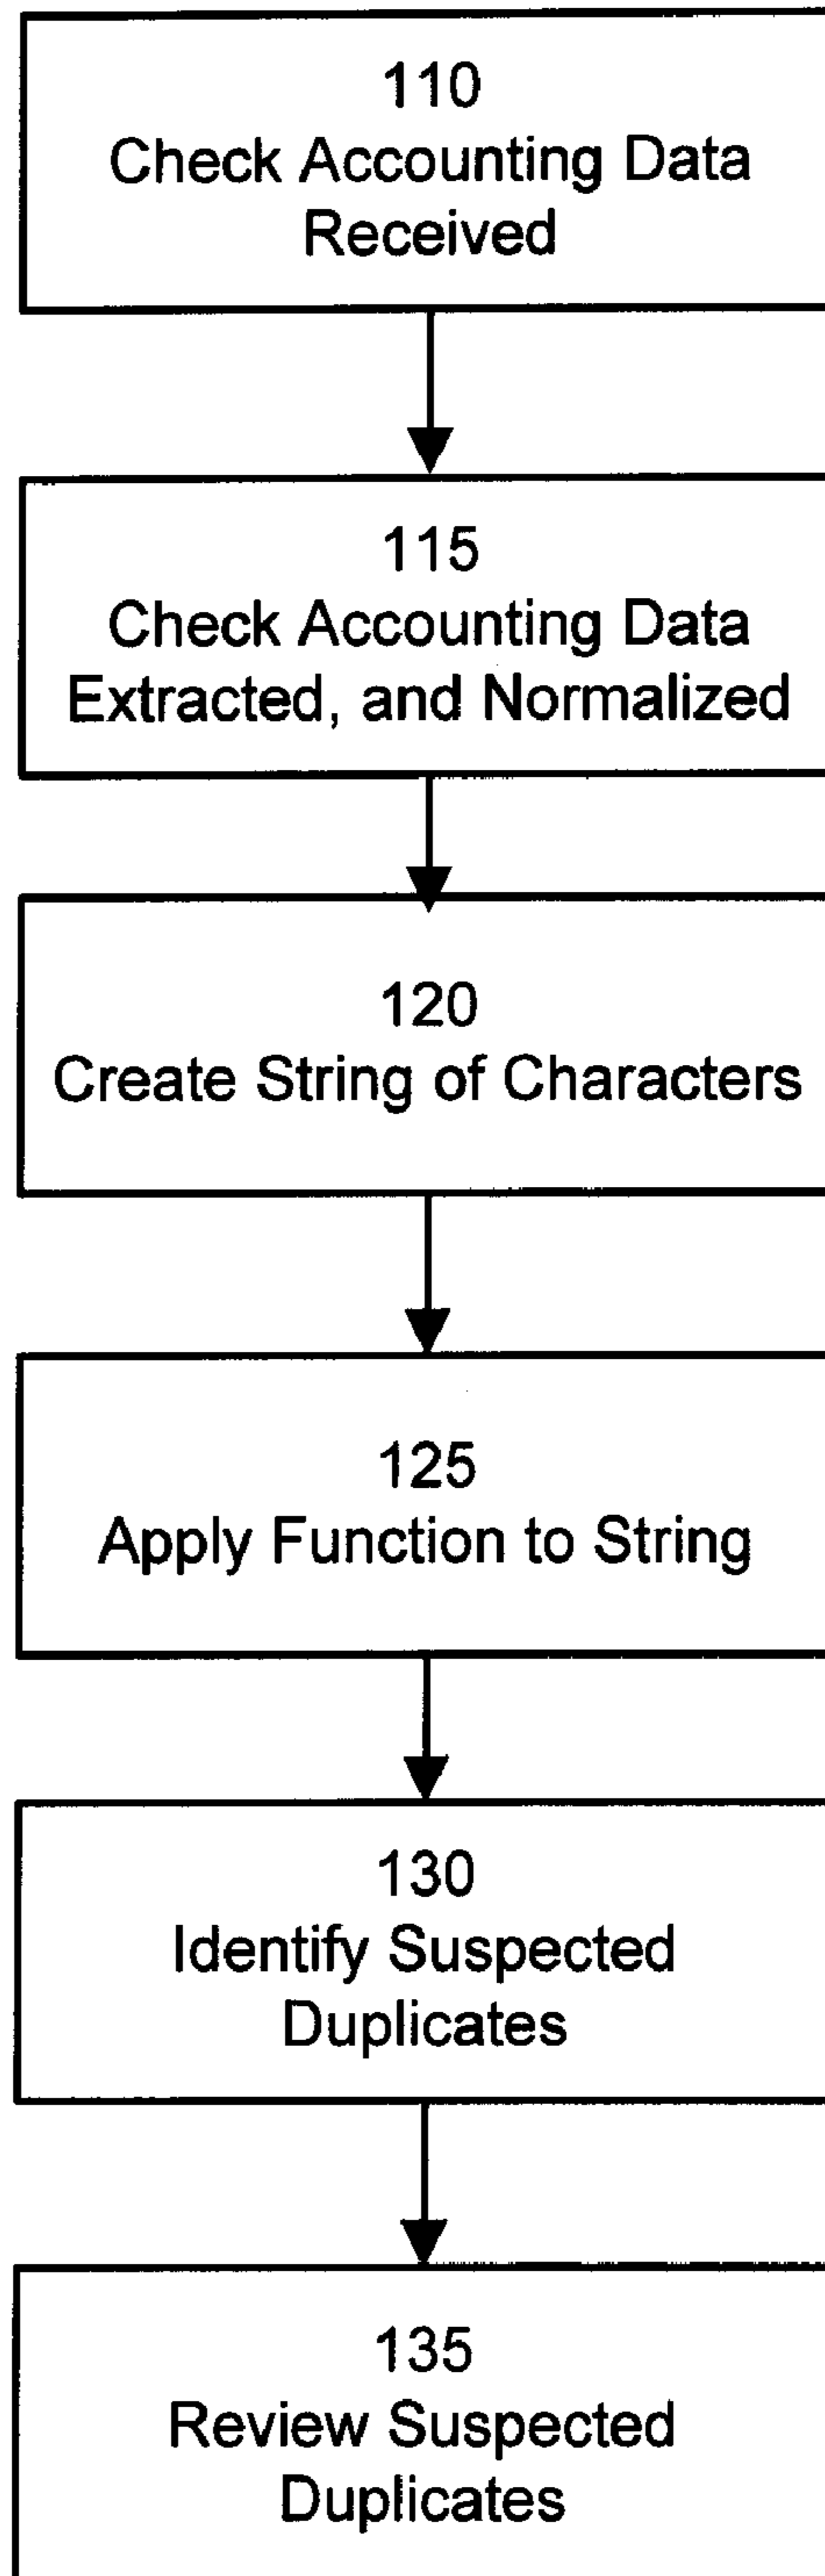 110
Check Accounting Data
Received
115
Check Accounting Data
Extracted, and Normalized
120
Create String of Characters
125
Apply Function to String
130
Identify Suspected
Duplicates
135
Review Suspected
Duplicates